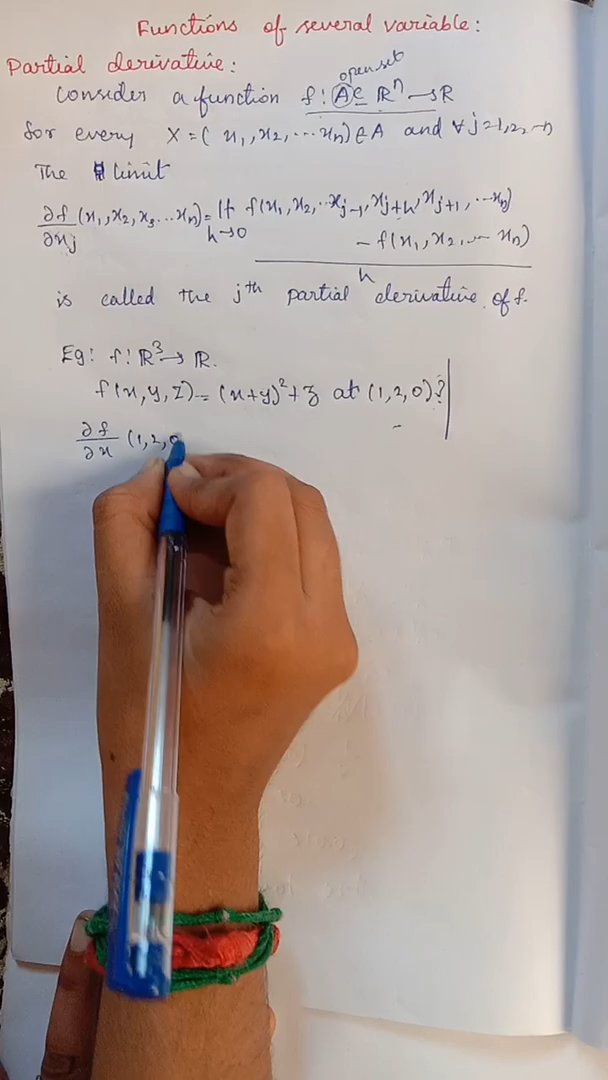 Functions of several variable:
Partial derivative:
open set
Consider a function f: A ⊆ ℝⁿ → ℝ
for every X = (x₁, x₂, ... xₙ) ∈ A and ∀ j = 1, 2, .. n
The limit
∂f/∂xⱼ (x₁, x₂, x₃ ... xₙ) = lt h→0 f(x₁, x₂, .. xⱼ₋₁, xⱼ+h, xⱼ₊₁, ... xₙ)
- f(x₁, x₂, ... xₙ)
h
is called the jᵗʰ partial derivative of f.
Eg: f: ℝ³ → ℝ.
f(x, y, z) = (x+y)² + z at (1, 2, 0)?
∂f/∂x (1, 2, 0